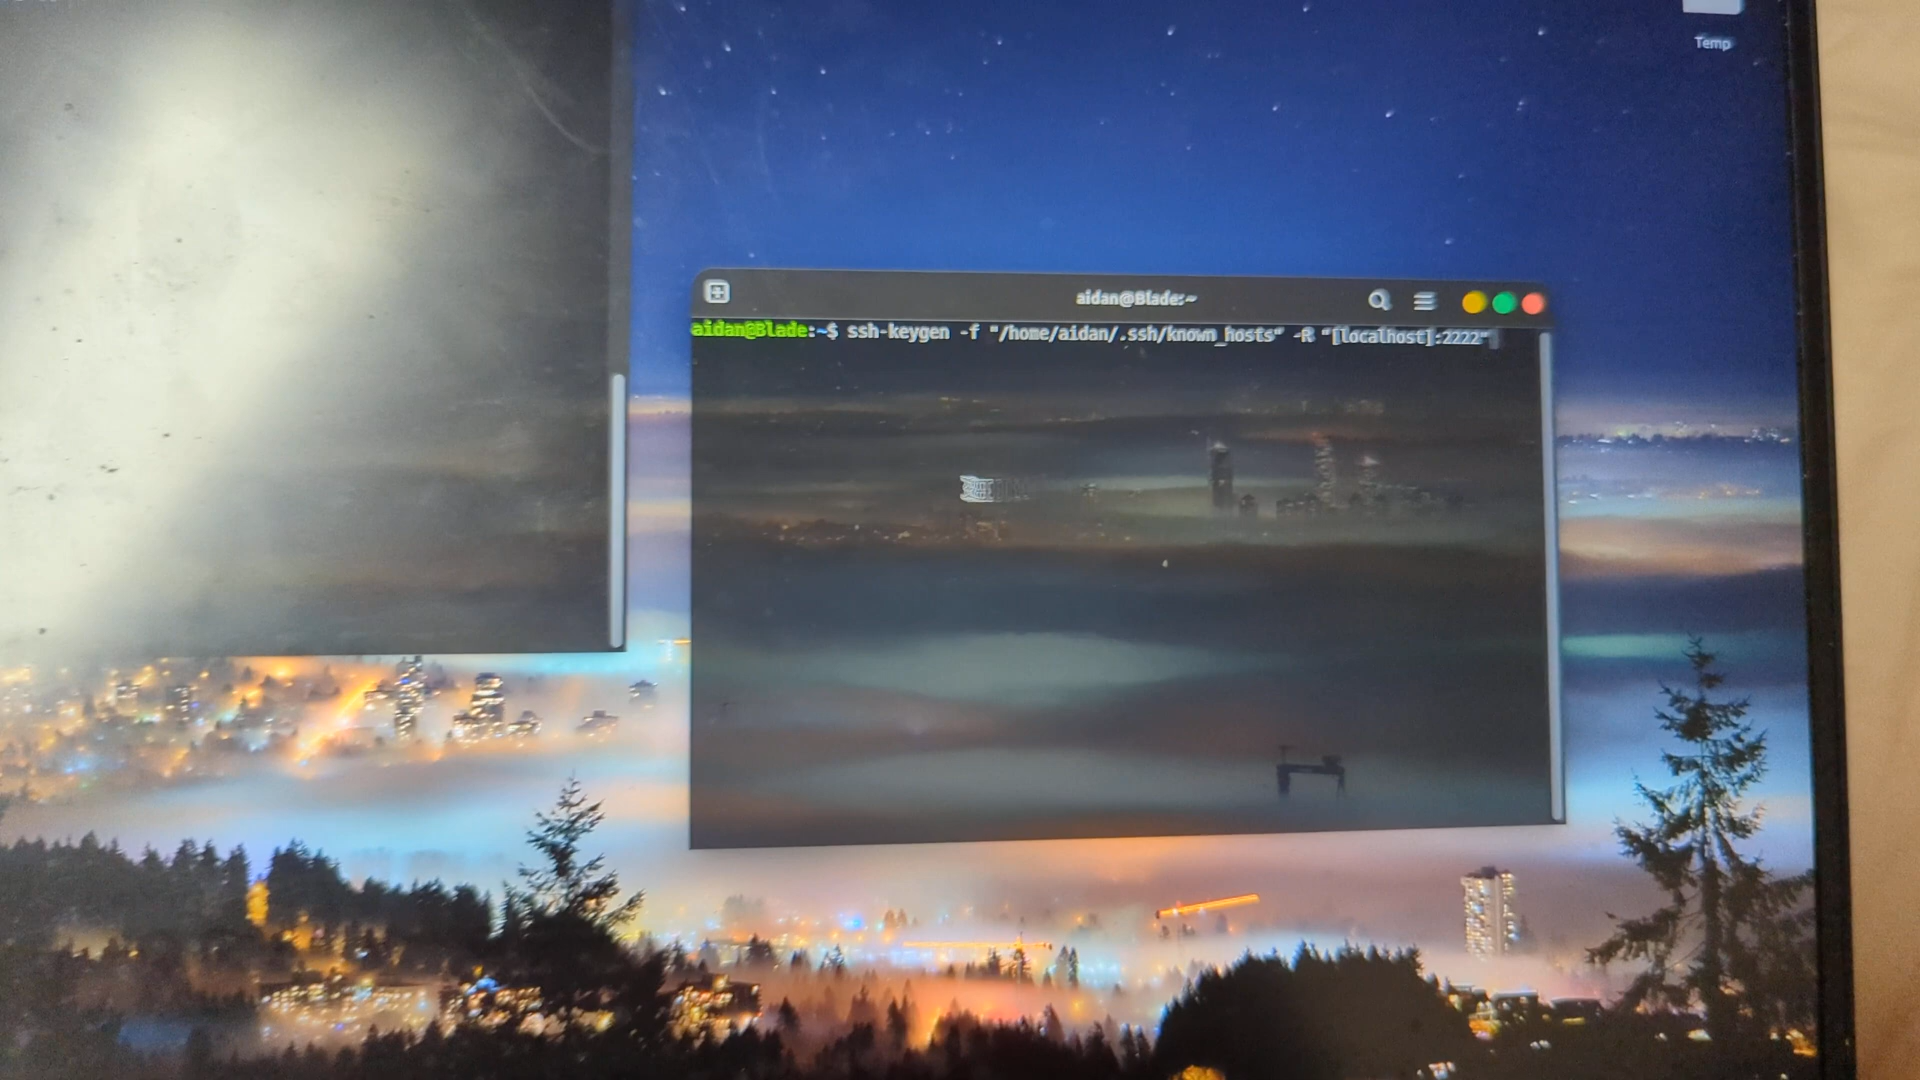 Temp
aidan@Blade:~
aidan@Blade:~$ ssh-keygen -f "/home/aidan/.ssh/known_hosts" -R "[localhost]:2222"